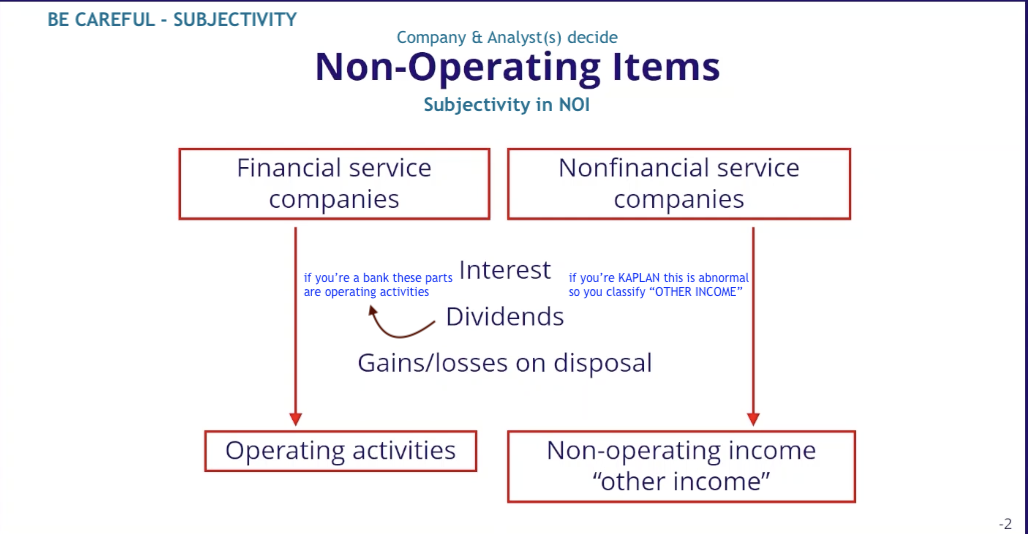 BE CAREFUL - SUBJECTIVITY
Company & Analyst(s) decide
Non-Operating Items
Subjectivity in NOI
Financial service
companies
Nonfinancial service
companies
if you're a bank these parts
are operating activities
Interest
if you're KAPLAN this is abnormal
so you classify “OTHER INCOME”
Dividends
Gains/losses on disposal
Operating activities
Non-operating income
“other income”
-2